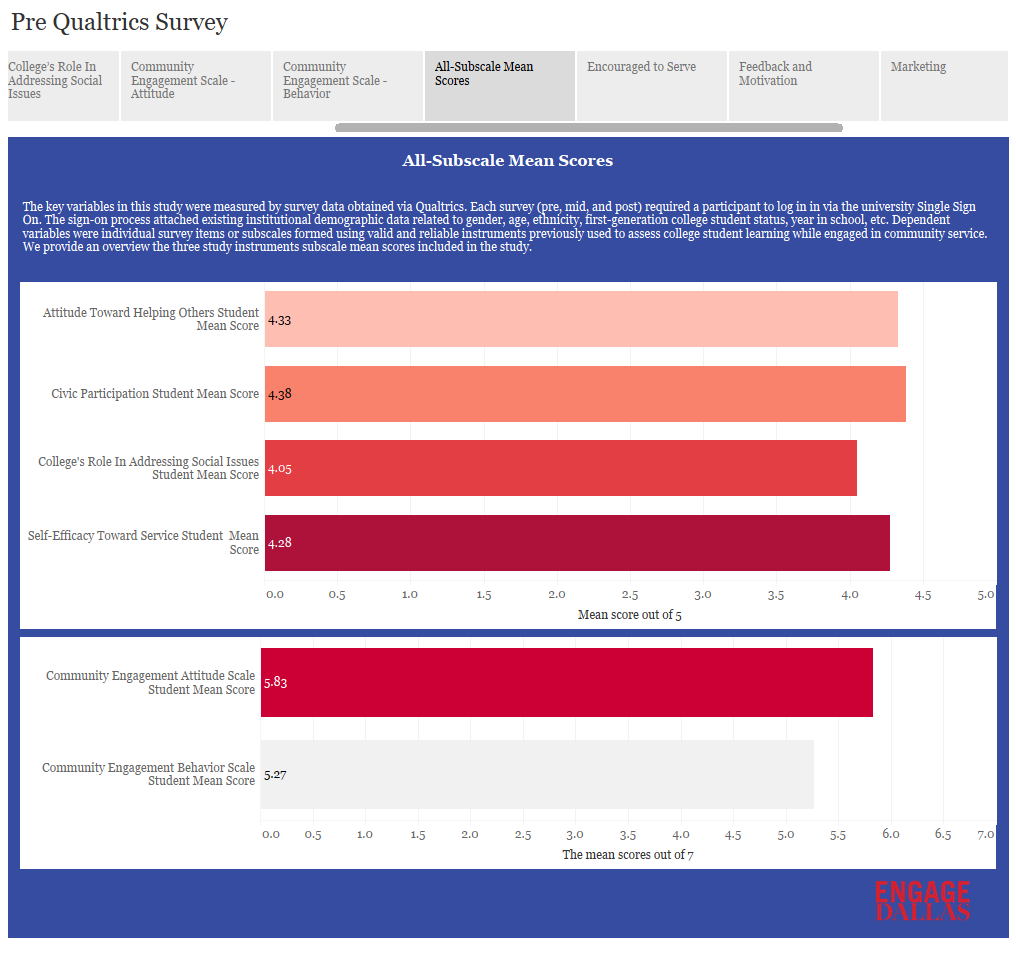 Pre Qualtrics Survey
College's Role In
Addressing Social
Issues
Community
Engagement Scale -
Attitude
Community
Engagement Scale -
Behavior
All-Subscale Mean
Scores
Encouraged to Serve
Feedback and
Motivation
Marketing
All-Subscale Mean Scores
The key variables in this study were measured by survey data obtained via Qualtrics. Each survey (pre, mid, and post) required a participant to log in in via the university Single Sign
On. The sign-on process attached existing institutional demographic data related to gender, age, ethnicity, first-generation college student status, year in school, etc. Dependent
variables were individual survey items or subscales formed using valid and reliable instruments previously used to assess college student learning while engaged in community service.
We provide an overview the three study instruments subscale mean scores included in the study.
Attitude Toward Helping Others Student
Mean Score
4.33
Civic Participation Student Mean Score
4.38
College's Role In Addressing Social Issues
Student Mean Score
4.05
Self-Efficacy Toward Service Student  Mean
Score
4.28
0.0 0.5 1.0 1.5 2.0 2.5 3.0 3.5 4.0 4.5 5.0
Mean score out of 5
Community Engagement Attitude Scale
Student Mean Score
5.83
Community Engagement Behavior Scale
Student Mean Score
5.27
0.0 0.5 1.0 1.5 2.0 2.5 3.0 3.5 4.0 4.5 5.0 5.5 6.0 6.5 7.0
The mean scores out of 7
ENGAGE
DALLAS